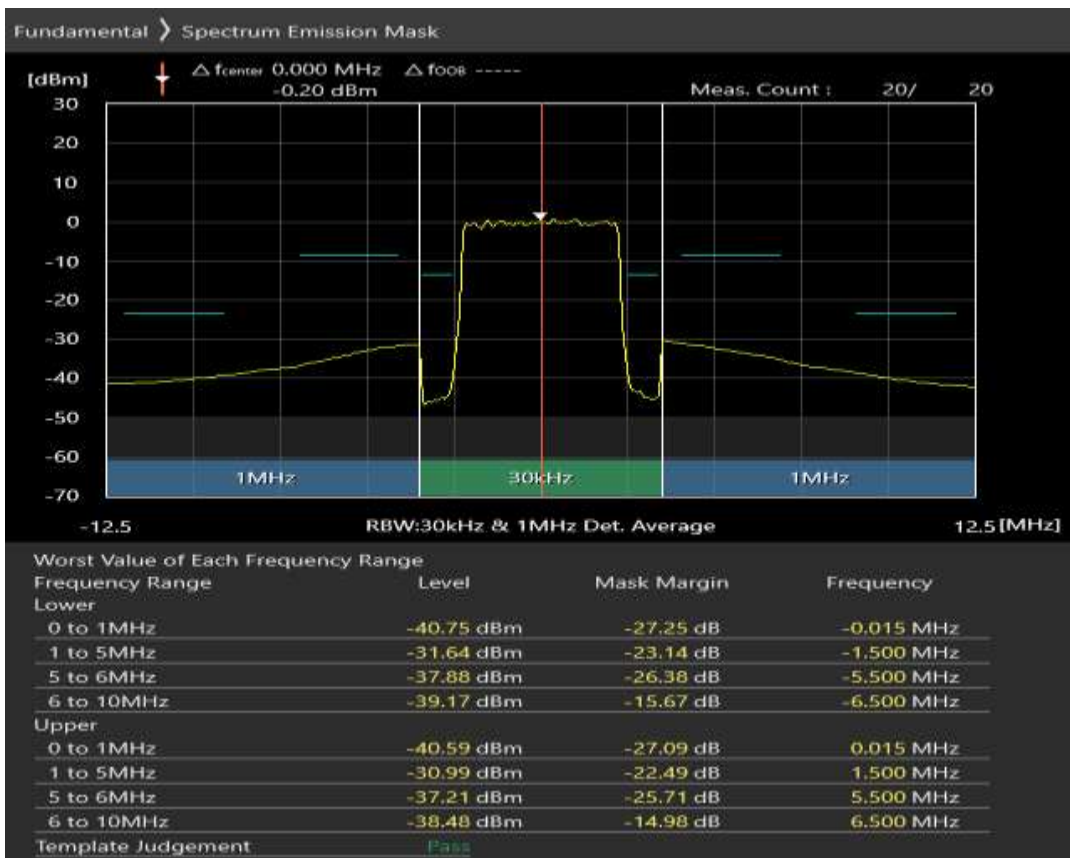 Fundamental ❯ Spectrum Emission Mask
[dBm] △ fcenter 0.000 MHz △ fOOB -----
-0.20 dBm Meas. Count : 20/ 20
30
20
10
0
-10
-20
-30
-40
-50
-60
1MHz 30kHz 1MHz
-70
-12.5 RBW:30kHz & 1MHz Det. Average 12.5 [MHz]
Worst Value of Each Frequency Range
Frequency Range Level Mask Margin Frequency
Lower
0 to 1MHz -40.75 dBm -27.25 dB -0.015 MHz
1 to 5MHz -31.64 dBm -23.14 dB -1.500 MHz
5 to 6MHz -37.88 dBm -26.38 dB -5.500 MHz
6 to 10MHz -39.17 dBm -15.67 dB -6.500 MHz
Upper
0 to 1MHz -40.59 dBm -27.09 dB 0.015 MHz
1 to 5MHz -30.99 dBm -22.49 dB 1.500 MHz
5 to 6MHz -37.21 dBm -25.71 dB 5.500 MHz
6 to 10MHz -38.48 dBm -14.98 dB 6.500 MHz
Template Judgement Pass